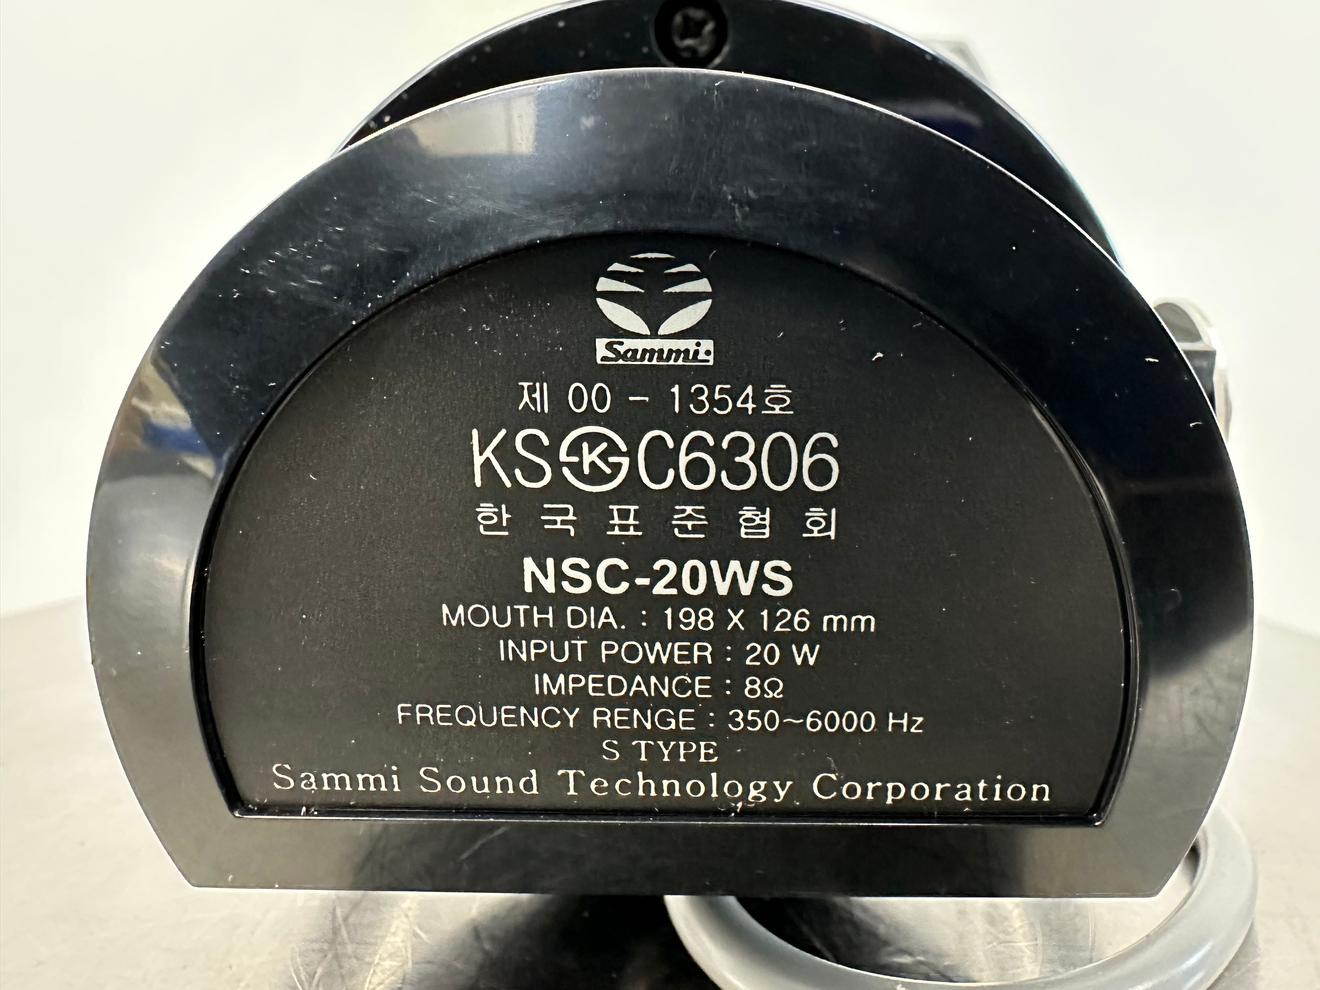 Sammi
제 00 - 1354호
KS C6306
한국표준협회
NSC-20WS
MOUTH DIA. : 198 X 126 mm
INPUT POWER : 20 W
IMPEDANCE : 8Ω
FREQUENCY RENGE : 350~6000 Hz
S TYPE
Sammi Sound Technology Corporation